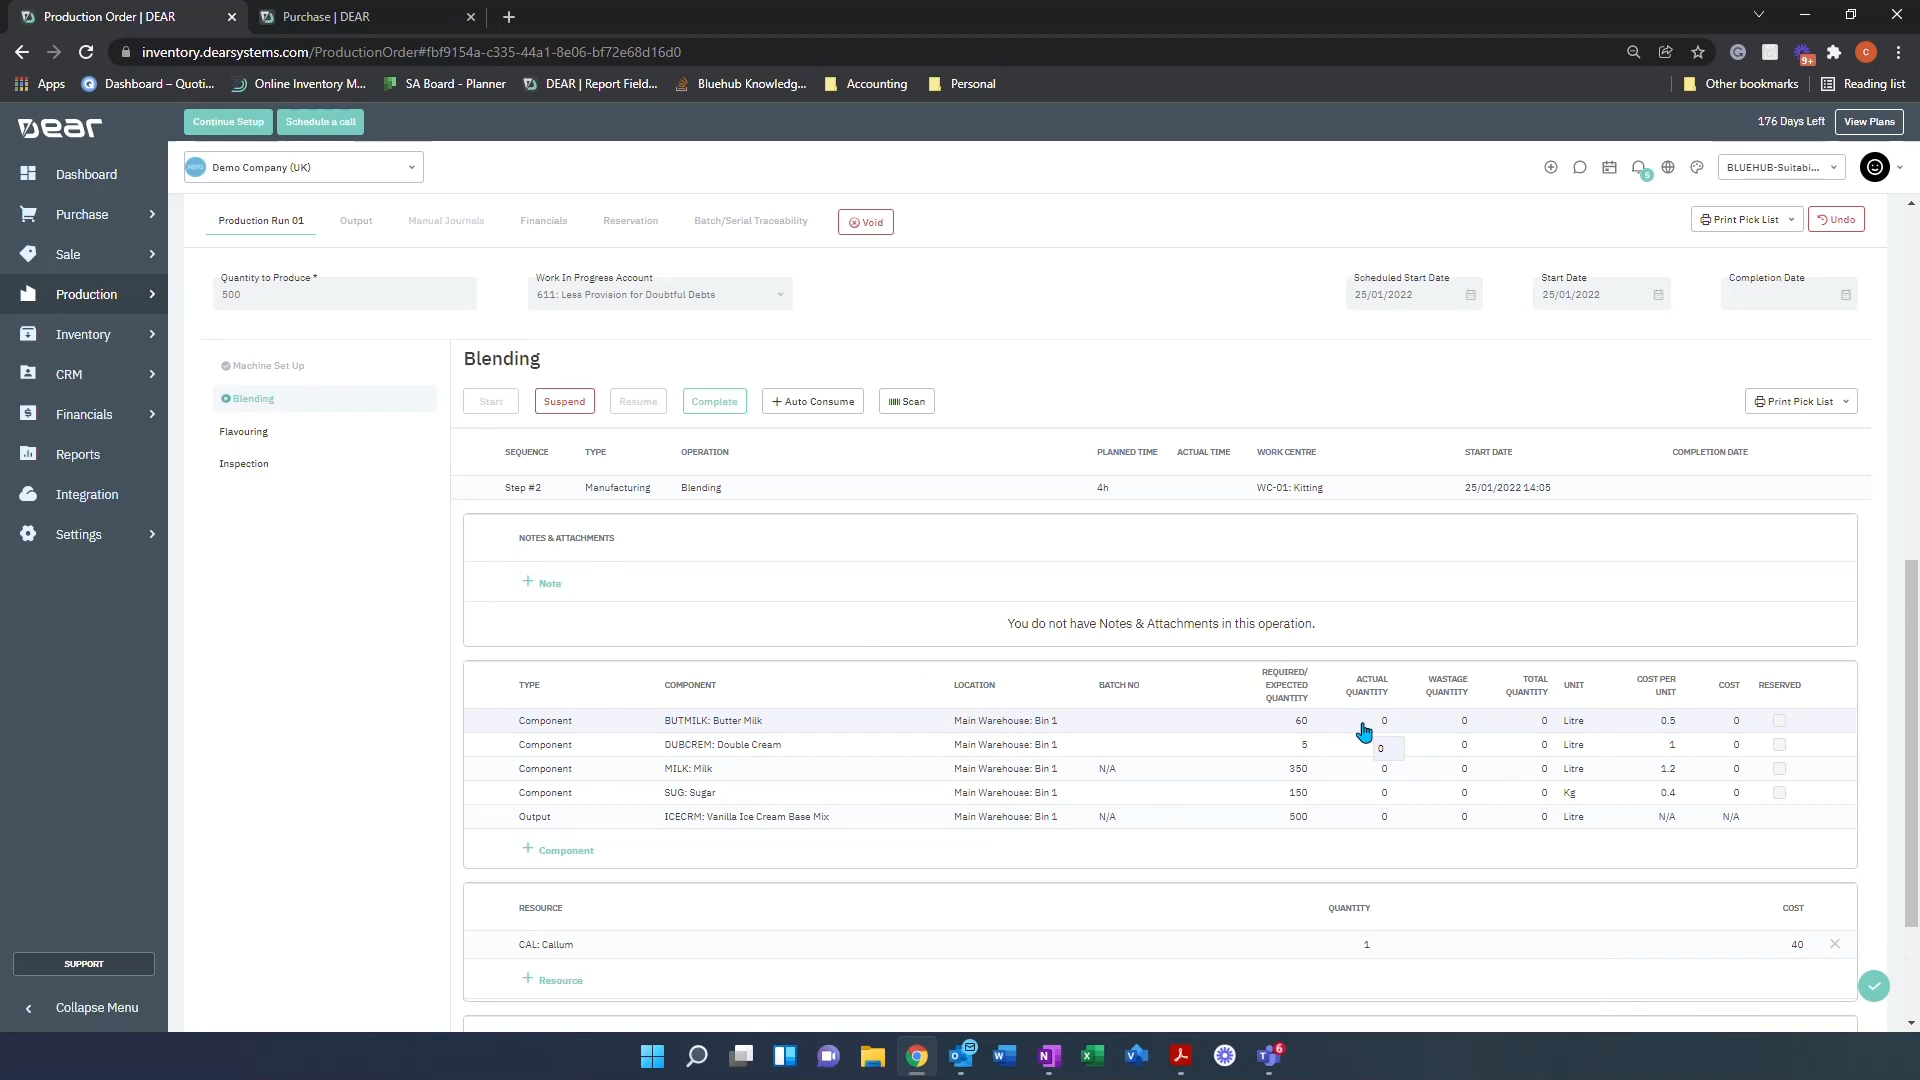 Production Order | DEAR
Purchase | DEAR
inventory.dearsystems.com/ProductionOrder#fbf9154a-c335-44a1-8e06-bf72e68d16d0
9+
C
Apps
Dashboard – Quoti...
Online Inventory M...
SA Board - Planner
DEAR | Report Field...
Bluehub Knowledg...
Accounting
Personal
Other bookmarks
Reading list
Dear
Continue Setup
Schedule a call
176 Days Left
View Plans
Dashboard
Purchase
Sale
Production
Inventory
CRM
Financials
Reports
Integration
Settings
SUPPORT
Collapse Menu
Demo Company (UK)
5
BLUEHUB-Suitabi...
Production Run 01
Output
Manual Journals
Financials
Reservation
Batch/Serial Traceability
Void
Print Pick List
Undo
Quantity to Produce *
500
Work In Progress Account
611: Less Provision for Doubtful Debts
Scheduled Start Date
25/01/2022
Start Date
25/01/2022
Completion Date
Machine Set Up
Blending
Flavouring
Inspection
Blending
Start
Suspend
Resume
Complete
+ Auto Consume
Scan
Print Pick List
SEQUENCE TYPE OPERATION PLANNED TIME ACTUAL TIME WORK CENTRE START DATE COMPLETION DATE
Step #2 Manufacturing Blending 4h WC-01: Kitting 25/01/2022 14:05
NOTES & ATTACHMENTS
+ Note
You do not have Notes & Attachments in this operation.
TYPE COMPONENT LOCATION BATCH NO REQUIRED/ EXPECTED QUANTITY ACTUAL QUANTITY WASTAGE QUANTITY TOTAL QUANTITY UNIT COST PER UNIT COST RESERVED
Component BUTMILK: Butter Milk Main Warehouse: Bin 1 60 0 0 0 Litre 0.5 0
Component DUBCREM: Double Cream Main Warehouse: Bin 1 5 0 0 0 Litre 1 0
Component MILK: Milk Main Warehouse: Bin 1 N/A 350 0 0 0 Litre 1.2 0
Component SUG: Sugar Main Warehouse: Bin 1 150 0 0 0 Kg 0.4 0
Output ICECRM: Vanilla Ice Cream Base Mix Main Warehouse: Bin 1 N/A 500 0 0 0 Litre N/A N/A
+ Component
RESOURCE QUANTITY COST
CAL: Callum 1 40
+ Resource
6